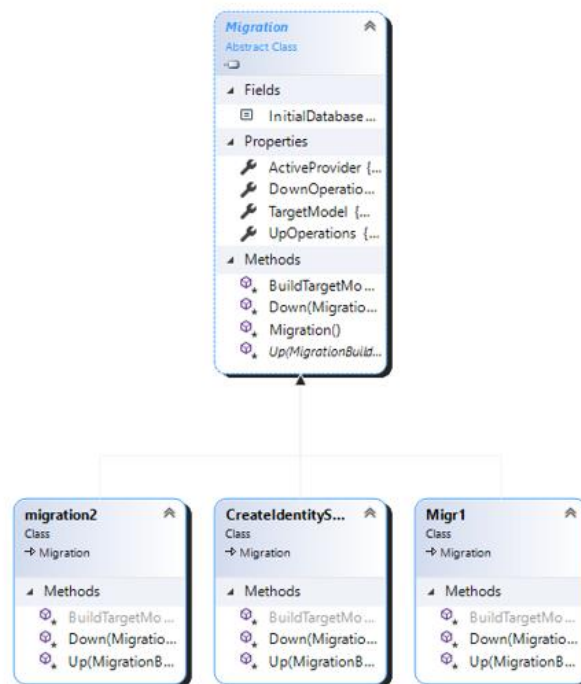 Migration
Abstract Class
Fields
InitialDatabase...
Properties
ActiveProvider {...
DownOperatio...
TargetModel {...
UpOperations {...
Methods
BuildTargetMo...
Down(Migratio...
Migration()
Up(MigrationBuild...
migration2
Class
Migration
Methods
BuildTargetMo...
Down(Migratio...
Up(MigrationB...
CreateIdentityS...
Class
Migration
Methods
BuildTargetMo...
Down(Migratio...
Up(MigrationB...
Migr1
Class
Migration
Methods
BuildTargetMo...
Down(Migratio...
Up(MigrationB...